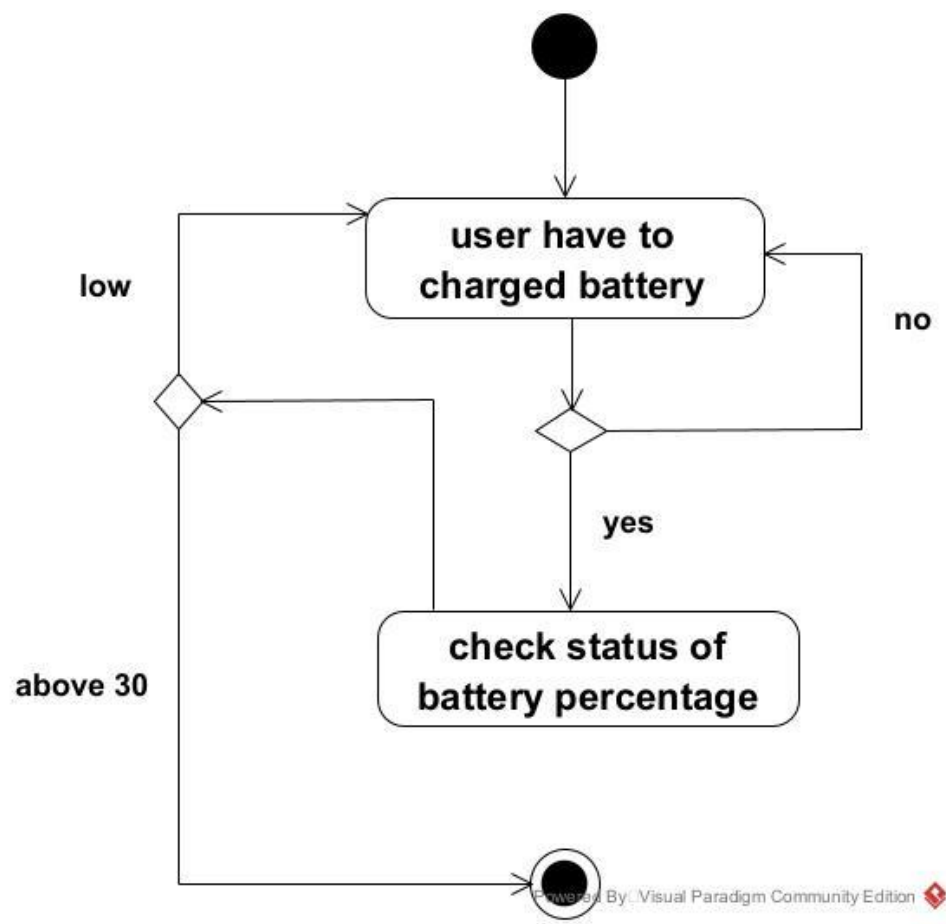 user have to
charged battery
low
no
yes
check status of
battery percentage
above 30
Powered By Visual Paradigm Community Edition